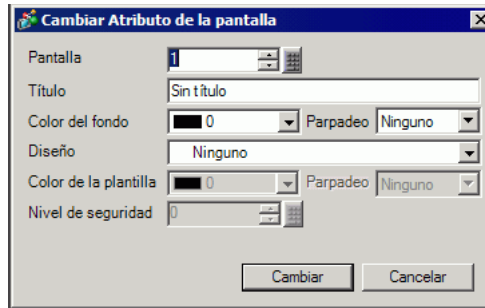 Cambiar Atributo de la pantalla
Pantalla 1
Título Sin título
Color del fondo 0 Parpadeo Ninguno
Diseño Ninguno
Color de la plantilla 0 Parpadeo Ninguno
Nivel de seguridad 0
Cambiar Cancelar